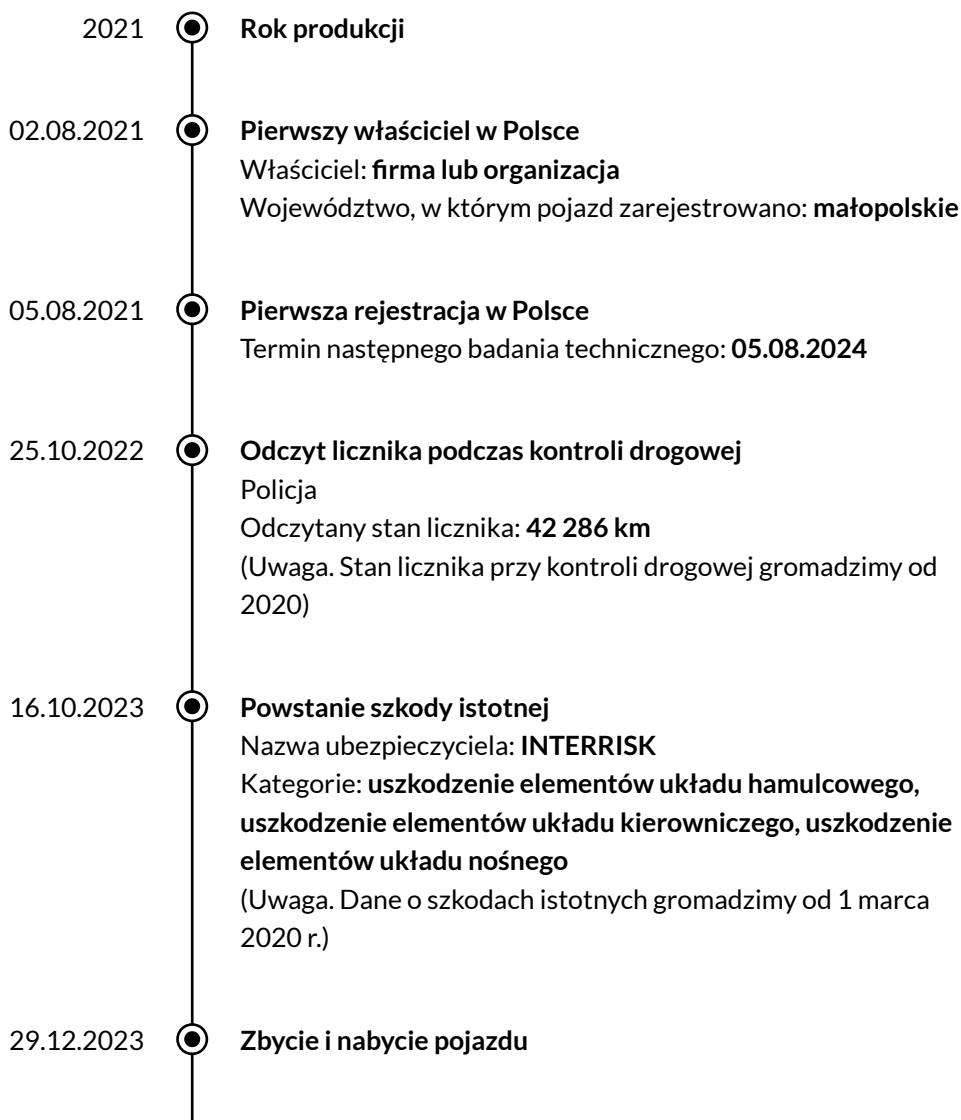 2021 Rok produkcji
02.08.2021 Pierwszy właściciel w Polsce
Właściciel: firma lub organizacja
Województwo, w którym pojazd zarejestrowano: małopolskie
05.08.2021 Pierwsza rejestracja w Polsce
Termin następnego badania technicznego: 05.08.2024
25.10.2022 Odczyt licznika podczas kontroli drogowej
Policja
Odczytany stan licznika: 42 286 km
(Uwaga. Stan licznika przy kontroli drogowej gromadzimy od
2020)
16.10.2023 Powstanie szkody istotnej
Nazwa ubezpieczyciela: INTERRISK
Kategorie: uszkodzenie elementów układu hamulcowego,
uszkodzenie elementów układu kierowniczego, uszkodzenie
elementów układu nośnego
(Uwaga. Dane o szkodach istotnych gromadzimy od 1 marca
2020 r.)
29.12.2023 Zbycie i nabycie pojazdu